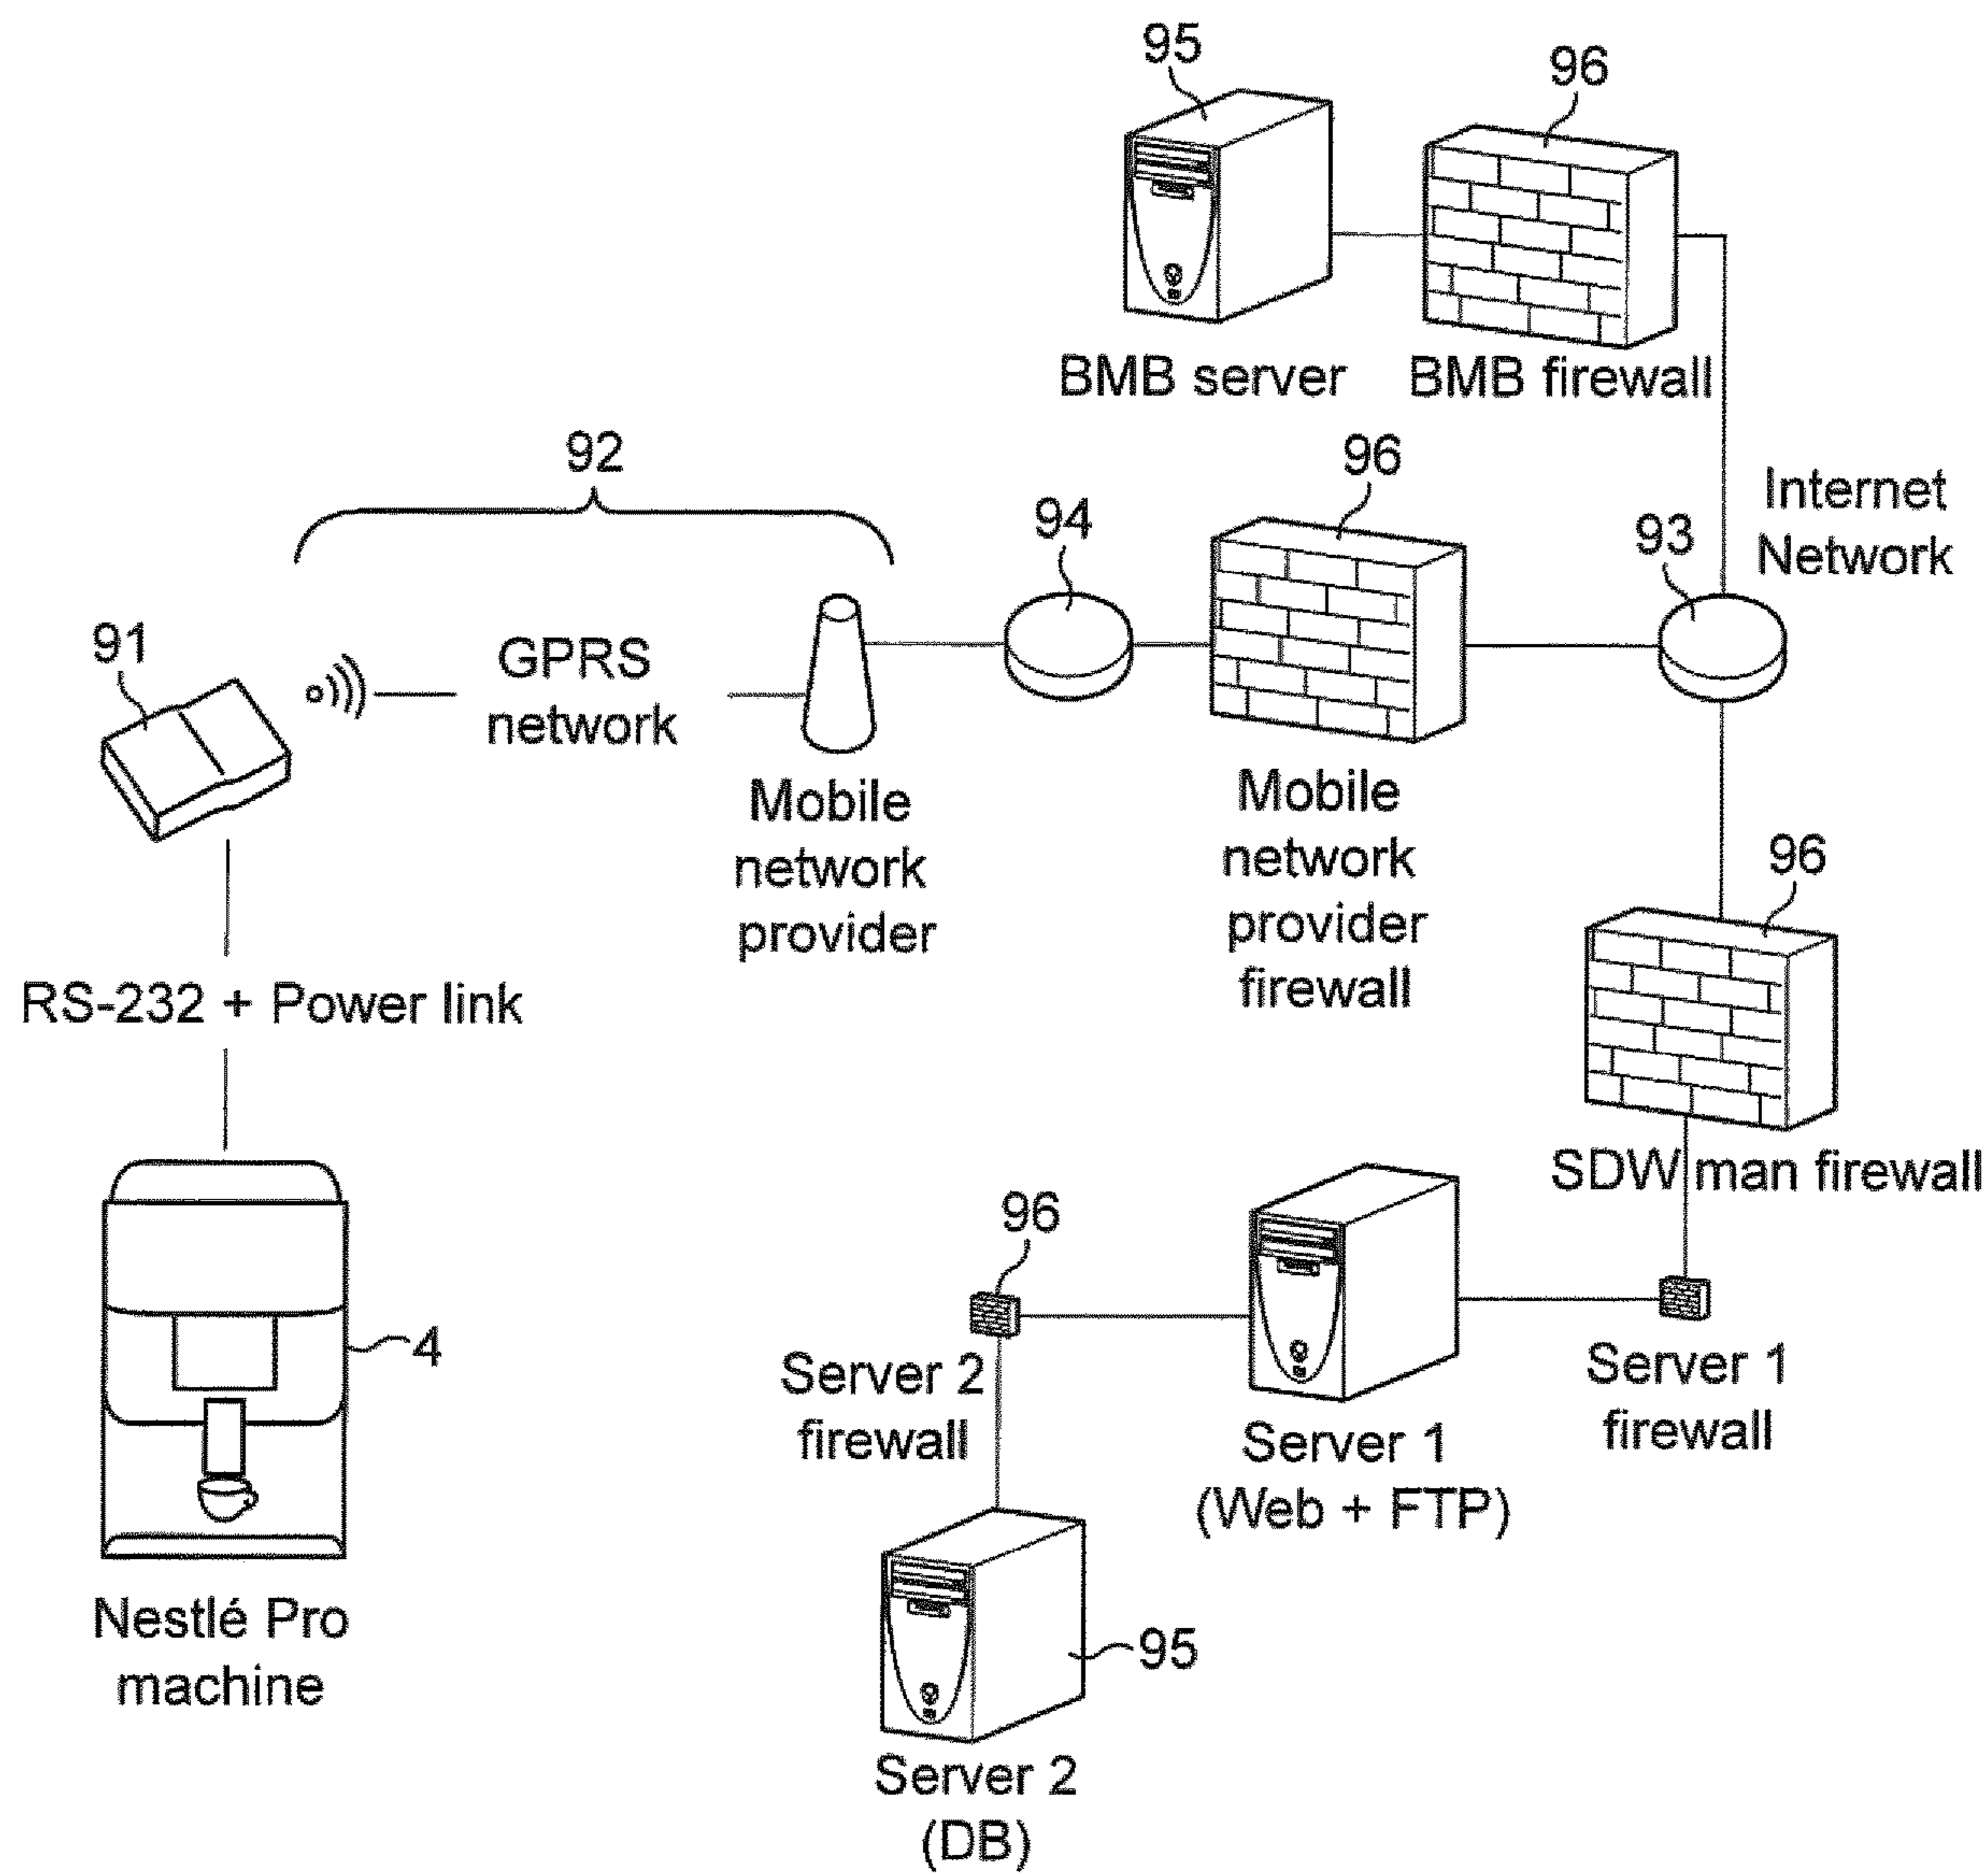 95
96
BMB server
BMB firewall
92
94
96
93
Internet
Network
91
GPRS
network
Mobile
network
provider
Mobile
network
provider
firewall
96
RS-232 + Power link
SDW man firewall
4
96
Server 2
firewall
Server 1
(Web + FTP)
Server 1
firewall
Nestlé Pro
machine
95
Server 2
(DB)